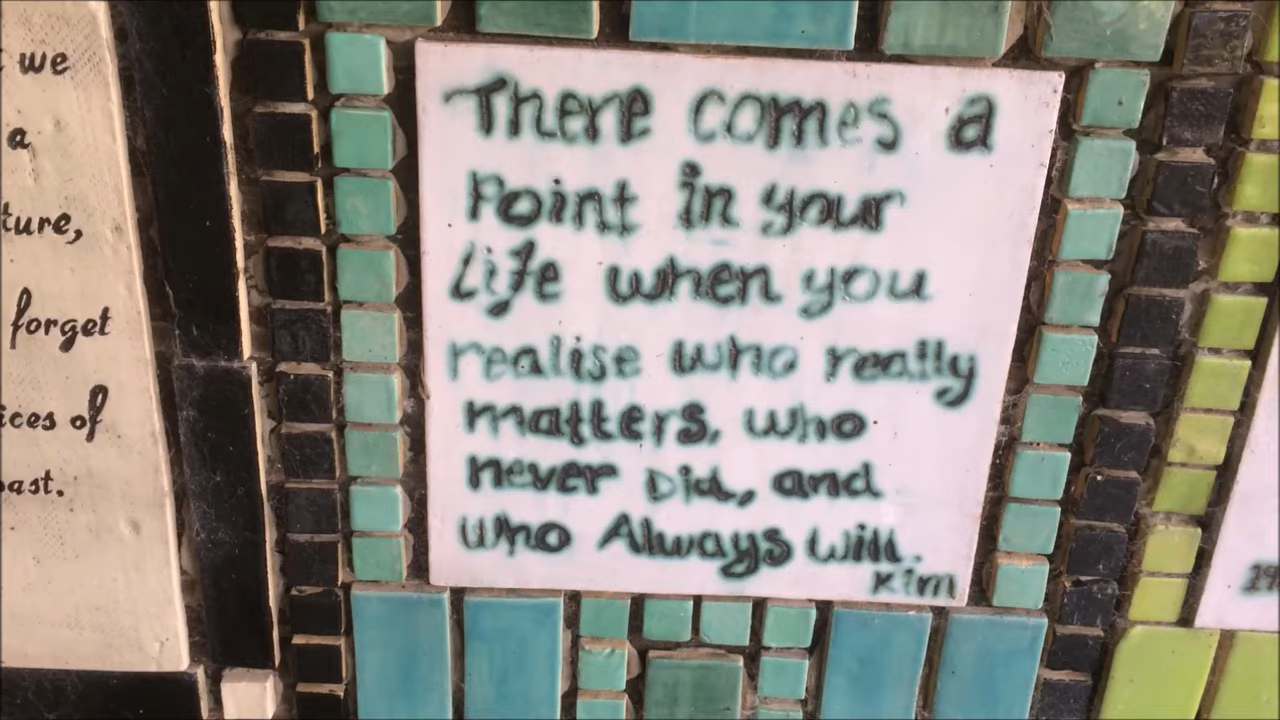 we
a
ture,
forget
ices of
past.
There comes a
Point in your
Life when you
realise who really
matters, who
never Did, and
who Always Will.
Kim